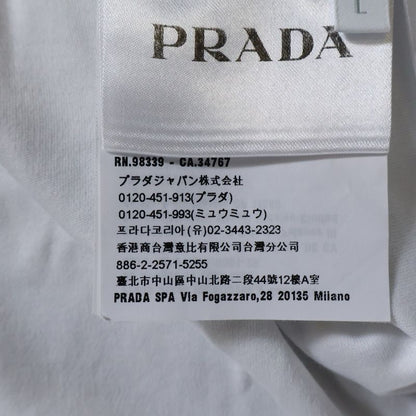 L
PRADA
RN.98339 - CA.34767
プラダジャパン株式会社
0120-451-913(プラダ)
0120-451-993(ミュウミュウ)
프라다코리아(유)02-3443-2323
香港商台灣意比有限公司台灣分公司
886-2-2571-5255
臺北市中山區中山北路二段44號12樓A室
PRADA SPA Via Fogazzaro,28 20135 Milano